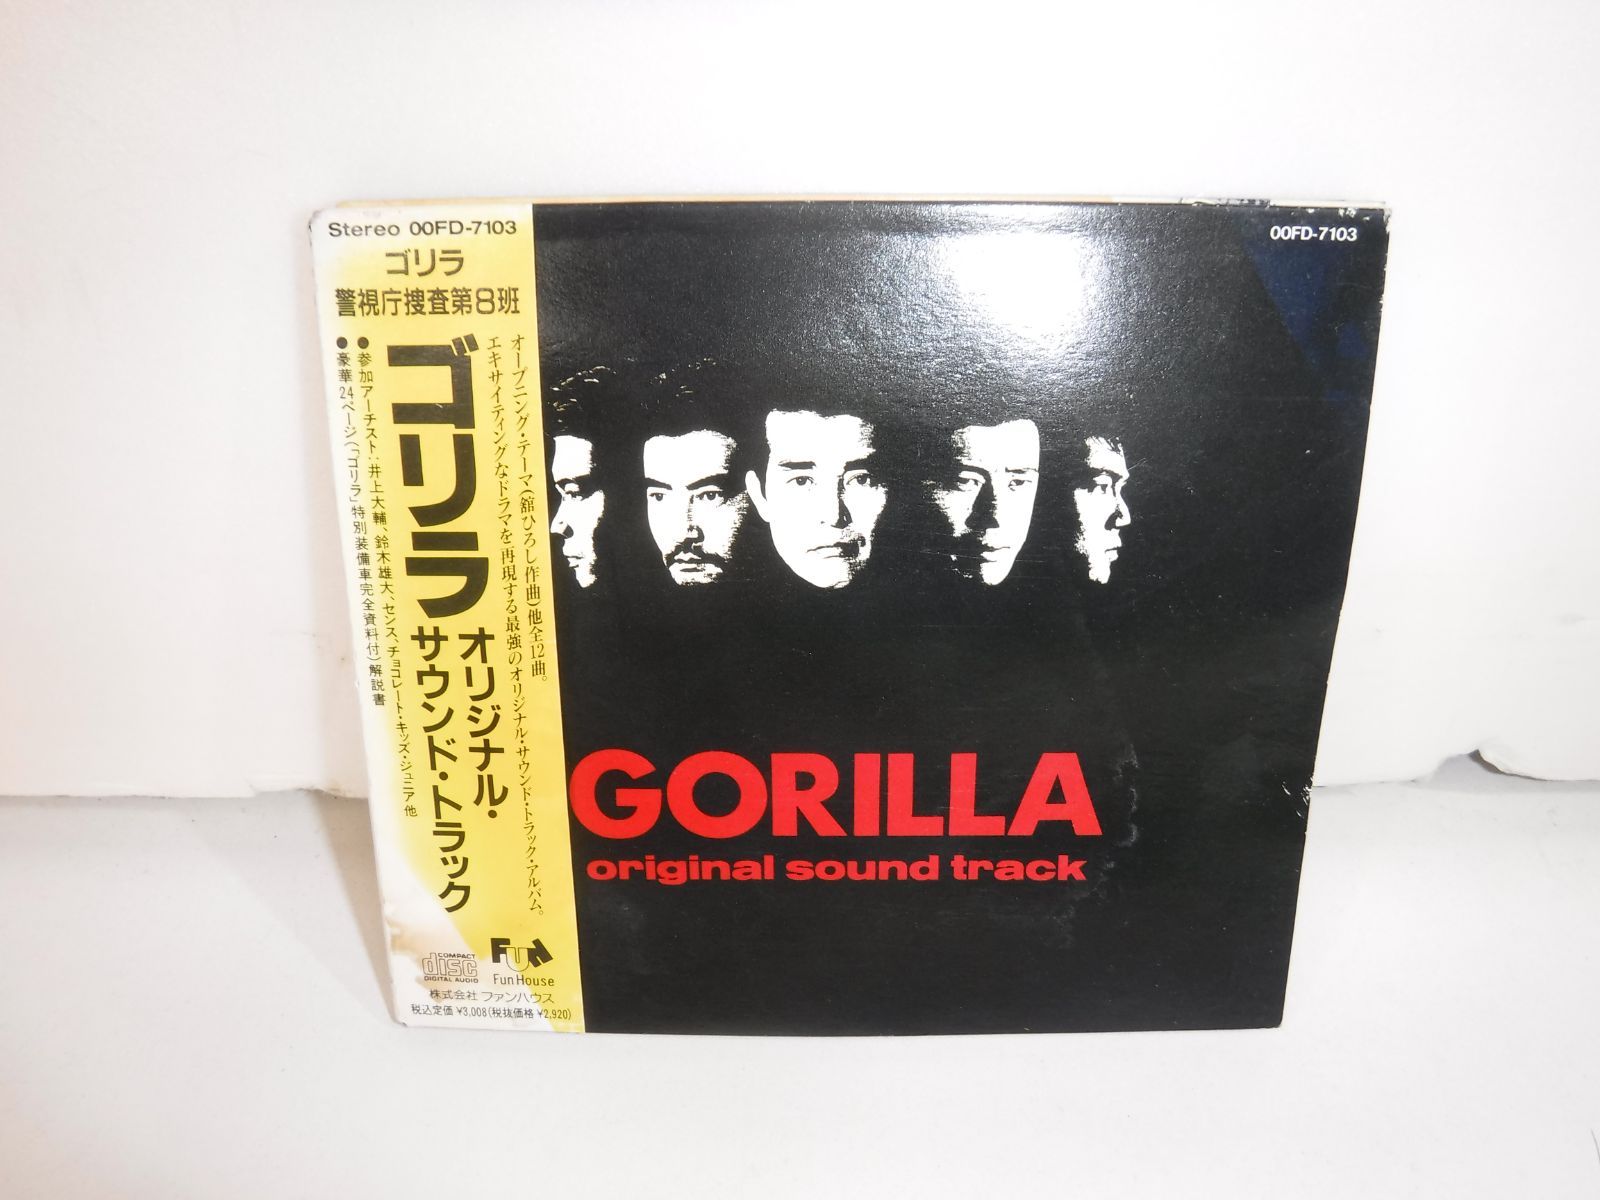 Stereo 00FD-7103
ゴリラ
警視庁捜査第8班
オープニング・テーマ(舘ひろし作曲)他全12曲。
エキサイティングなドラマを再現する最強のオリジナル・サウンド・トラック・アルバム。
ゴリラ
オリジナル・
サウンド・トラック
●参加アーチスト:井上大輔、鈴木雄大、センス、チョコレート・キッズ・ジュニア 他
●豪華24ページ(「ゴリラ」特別装備車完全資料付)解説書
COMPACT
disc
DIGITAL AUDIO
FUN
Fun House
株式会社 ファンハウス
税込定価 ¥3,008(税抜価格 ¥2,920)
00FD-7103
GORILLA
original sound track